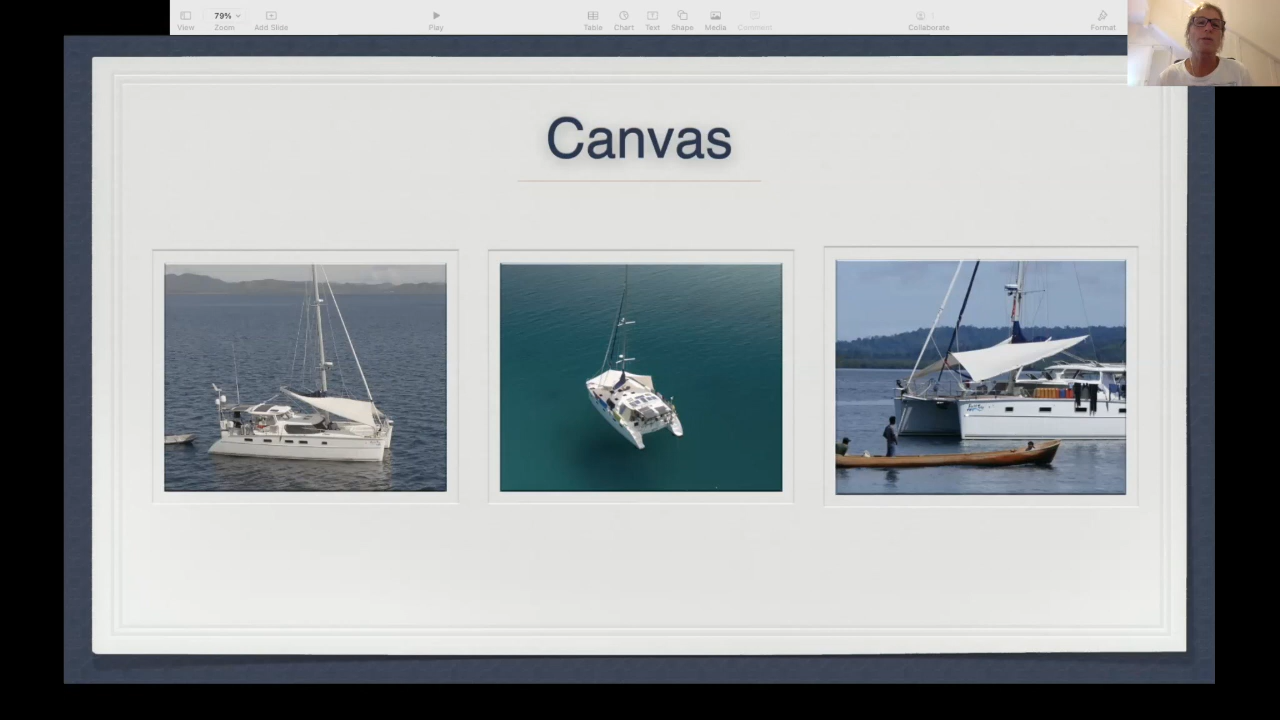 79%
View
Zoom
Add Slide
Play
Table
Chart
Text
Shape
Media
Comment
Collaborate
Format
Canvas